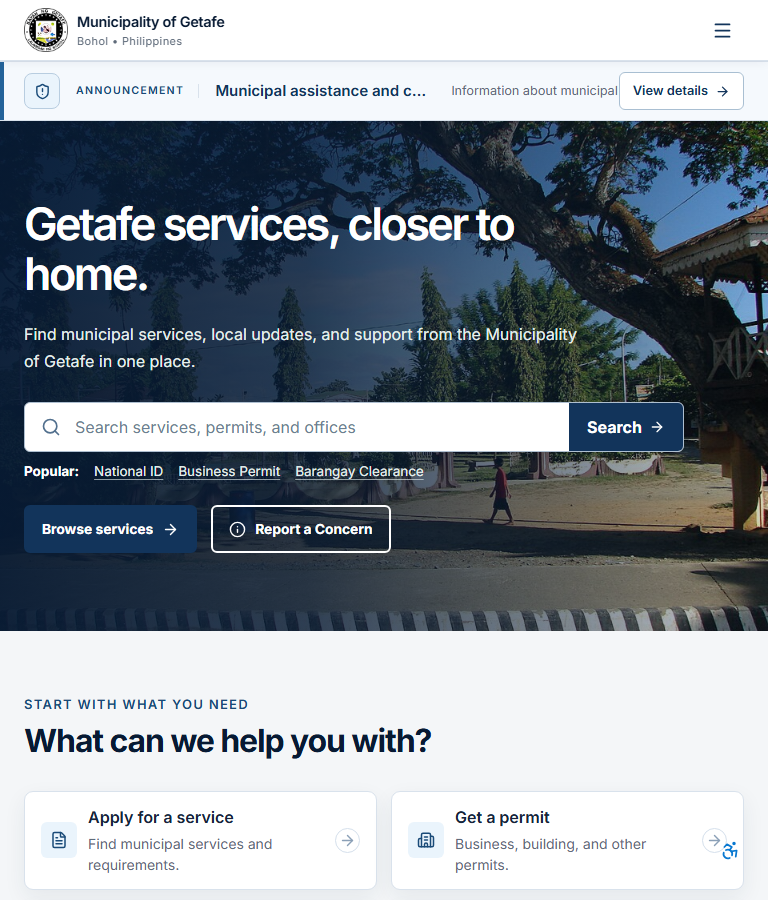 Municipality of Getafe
Bohol • Philippines
ANNOUNCEMENT
Municipal assistance and c...
Information about municipal
View details
Getafe services, closer to
home.
Find municipal services, local updates, and support from the Municipality
of Getafe in one place.
Search services, permits, and offices
Search
Popular: National ID Business Permit Barangay Clearance
Browse services
Report a Concern
START WITH WHAT YOU NEED
What can we help you with?
Apply for a service
Find municipal services and
requirements.
Get a permit
Business, building, and other
permits.